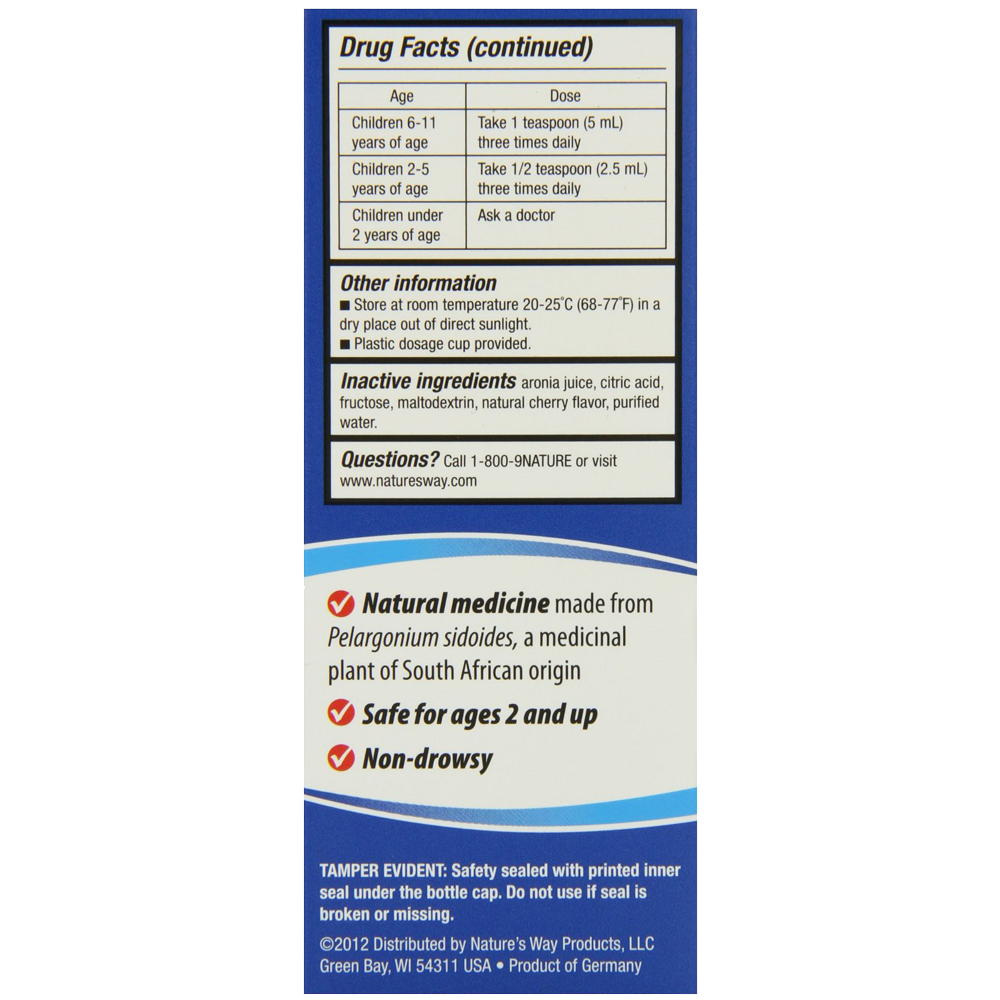 Drug Facts (continued)
Age Dose
Children 6-11 Take 1 teaspoon (5 mL)
years of age three times daily
Children 2-5 Take 1/2 teaspoon (2.5 mL)
years of age three times daily
Children under Ask a doctor
2 years of age
Other information
■ Store at room temperature 20-25°C (68-77°F) in a
dry place out of direct sunlight.
■ Plastic dosage cup provided.
Inactive ingredients aronia juice, citric acid,
fructose, maltodextrin, natural cherry flavor, purified
water.
Questions? Call 1-800-9NATURE or visit
www.naturesway.com
Natural medicine made from
Pelargonium sidoides, a medicinal
plant of South African origin
Safe for ages 2 and up
Non-drowsy
TAMPER EVIDENT: Safety sealed with printed inner
seal under the bottle cap. Do not use if seal is
broken or missing.
©2012 Distributed by Nature's Way Products, LLC
Green Bay, WI 54311 USA • Product of Germany